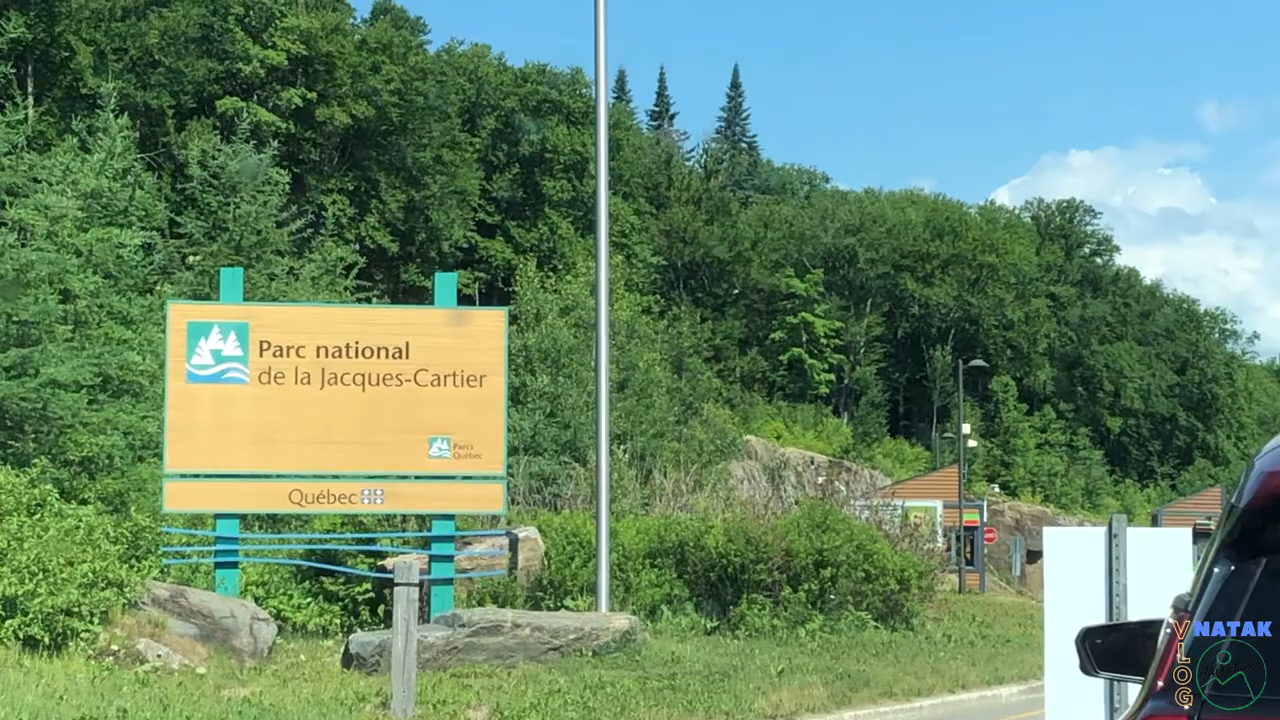 Parc national
de la Jacques-Cartier
Parcs
Québec
Québec
VLOG
NATAK